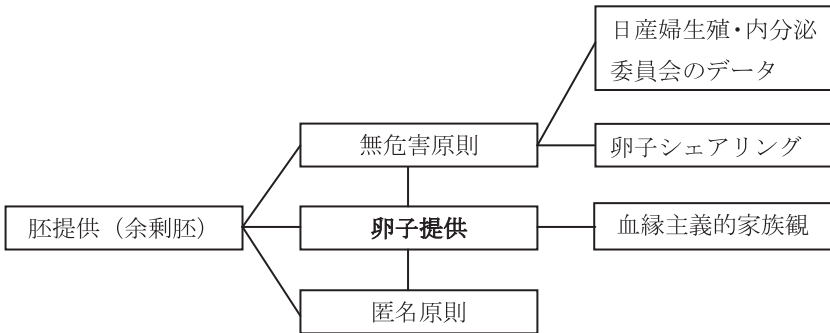 日産婦生殖・内分泌
委員会のデータ
無危害原則
卵子シェアリング
胚提供（余剰胚）
卵子提供
血縁主義的家族観
匿名原則